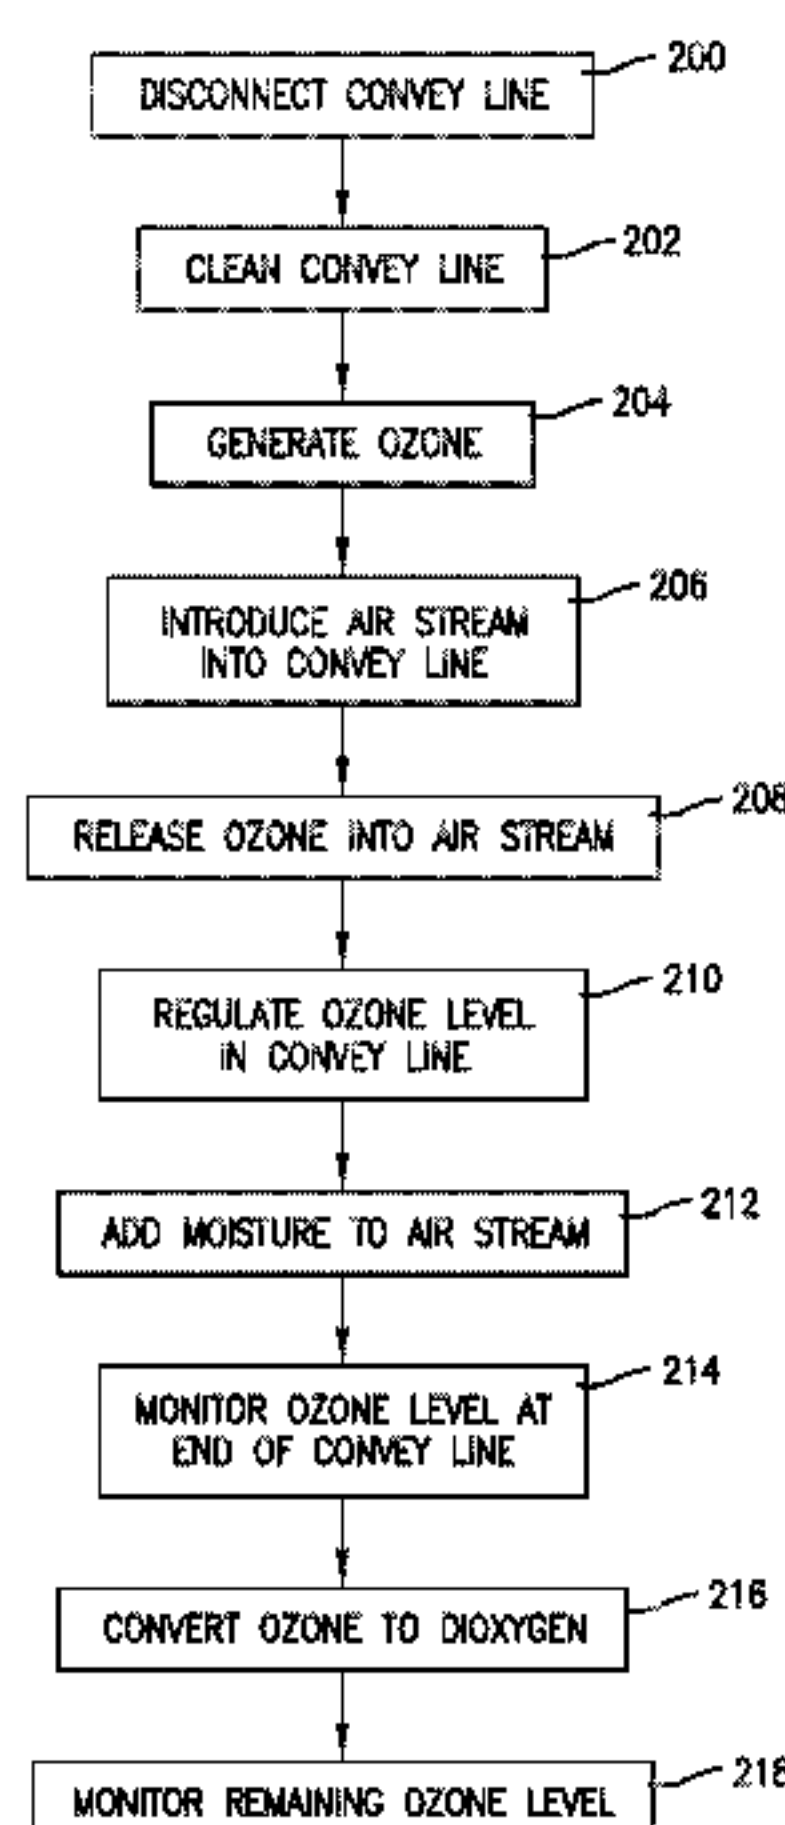 200
DISCONNECT CONVEY LINE
202
CLEAN CONVEY LINE
204
GENERATE OZONE
206
INTRODUCE AIR STREAM
INTO CONVEY LINE
208
RELEASE OZONE INTO AIR STREAM
210
REGULATE OZONE LEVEL
IN CONVEY LINE
212
ADD MOISTURE TO AIR STREAM
214
MONITOR OZONE LEVEL AT
END OF CONVEY LINE
216
CONVERT OZONE TO DIOXYGEN
218
MONITOR REMAINING OZONE LEVEL